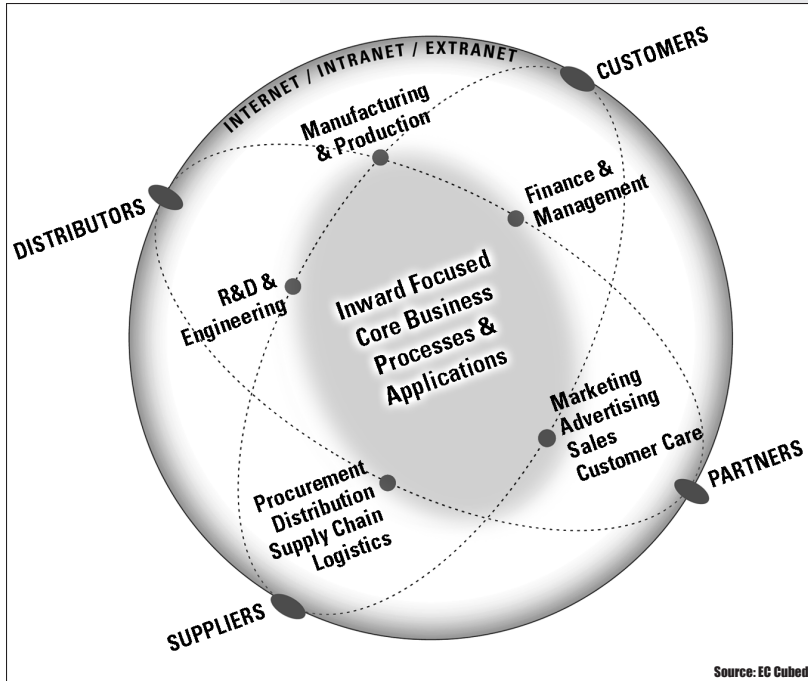 INTERNET / INTRANET / EXTRANET
CUSTOMERS
Manufacturing
& Production
Finance &
Management
DISTRIBUTORS
R&D &
Engineering
Inward Focused
Core Business
Processes &
Applications
Marketing
Advertising
Sales
Customer Care
PARTNERS
Procurement
Distribution
Supply Chain
Logistics
SUPPLIERS
Source: EC Cubed